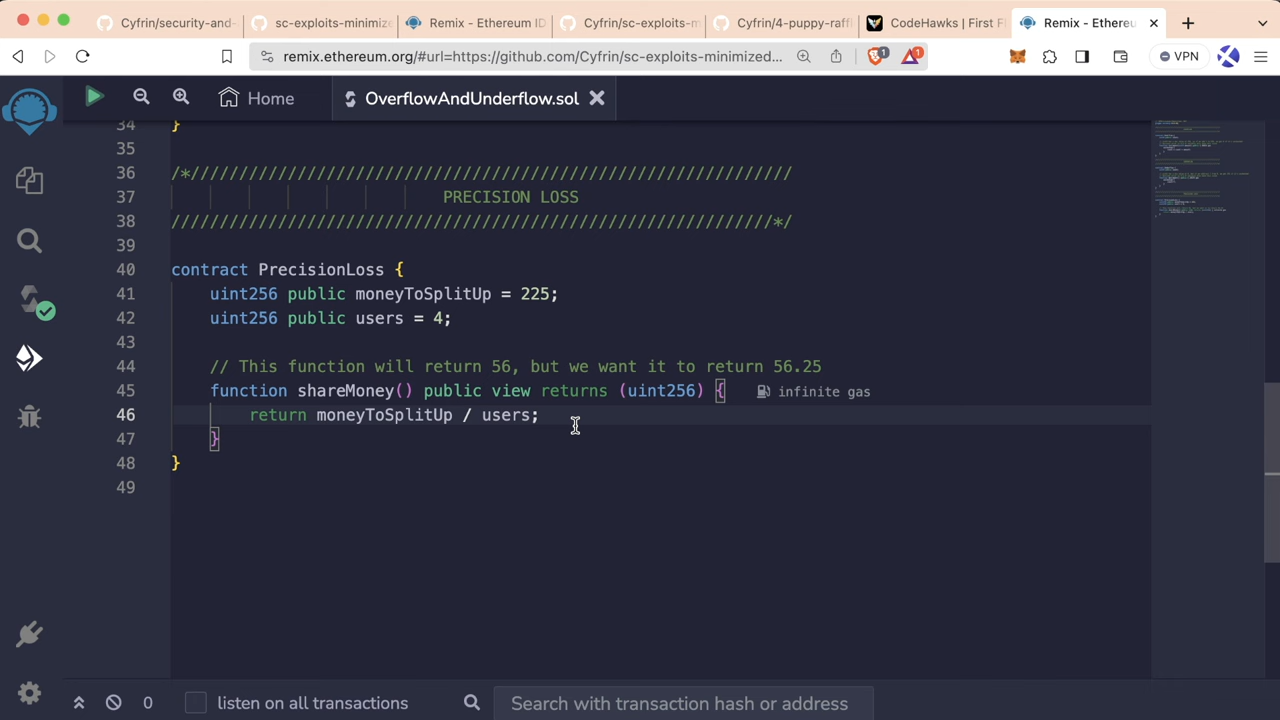 Cyfrin/security-and-
sc-exploits-minimize
Remix - Ethereum ID
Cyfrin/sc-exploits-m
Cyfrin/4-puppy-raffl
CodeHawks | First Fl
Remix - Ethereu
remix.ethereum.org/#url=https://github.com/Cyfrin/sc-exploits-minimized...
1
1
VPN
Home
OverflowAndUnderflow.sol
34 }
35
36 /*//////////////////////////////////////////////////////////////
37 PRECISION LOSS
38 //////////////////////////////////////////////////////////////*/
39
40 contract PrecisionLoss {
41 uint256 public moneyToSplitUp = 225;
42 uint256 public users = 4;
43
44 // This function will return 56, but we want it to return 56.25
45 function shareMoney() public view returns (uint256) { infinite gas
46 return moneyToSplitUp / users;
47 }
48 }
49
0 listen on all transactions Search with transaction hash or address